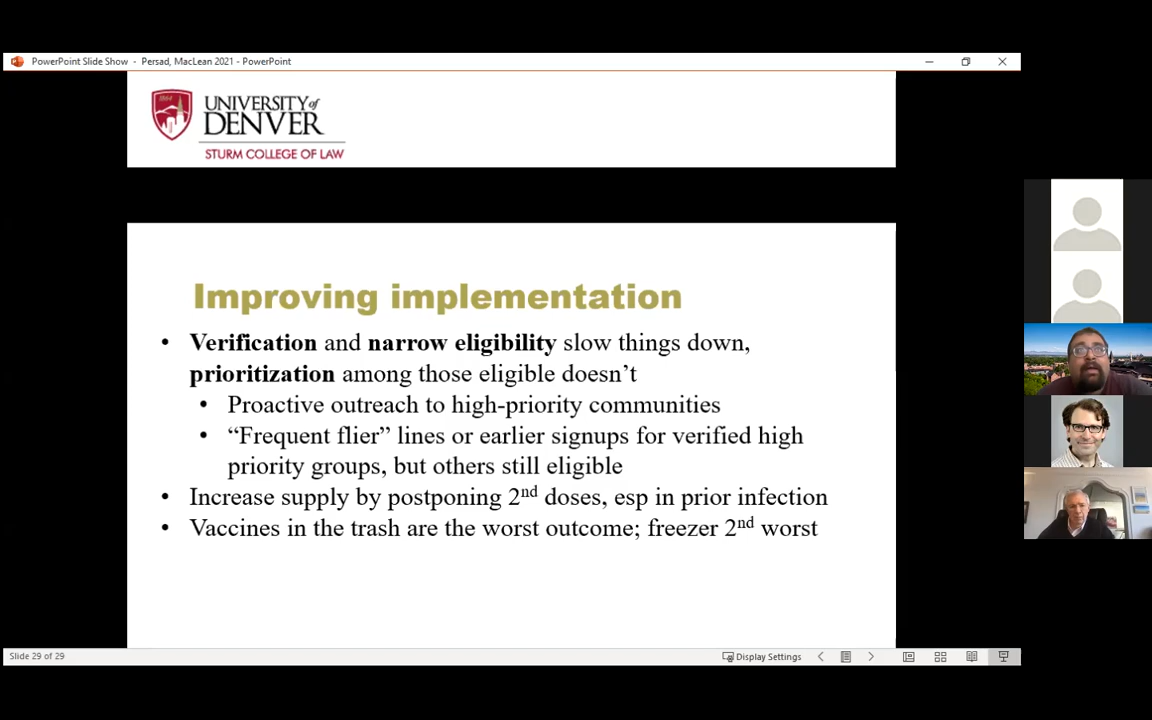 PowerPoint Slide Show - Persad, MacLean 2021 - PowerPoint
UNIVERSITY of
DENVER
STURM COLLEGE OF LAW
Improving implementation
• Verification and narrow eligibility slow things down,
prioritization among those eligible doesn’t
• Proactive outreach to high-priority communities
• “Frequent flier” lines or earlier signups for verified high
priority groups, but others still eligible
• Increase supply by postponing 2nd doses, esp in prior infection
• Vaccines in the trash are the worst outcome; freezer 2nd worst
Slide 29 of 29
Display Settings